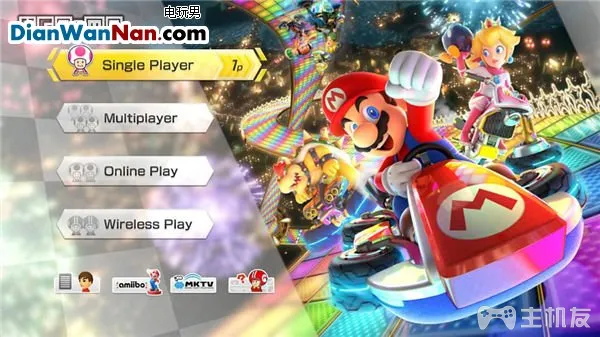 电玩男
DianWanNan.com
Single Player
1p
Multiplayer
Online Play
Wireless Play
amiibo
MKTV
主机友